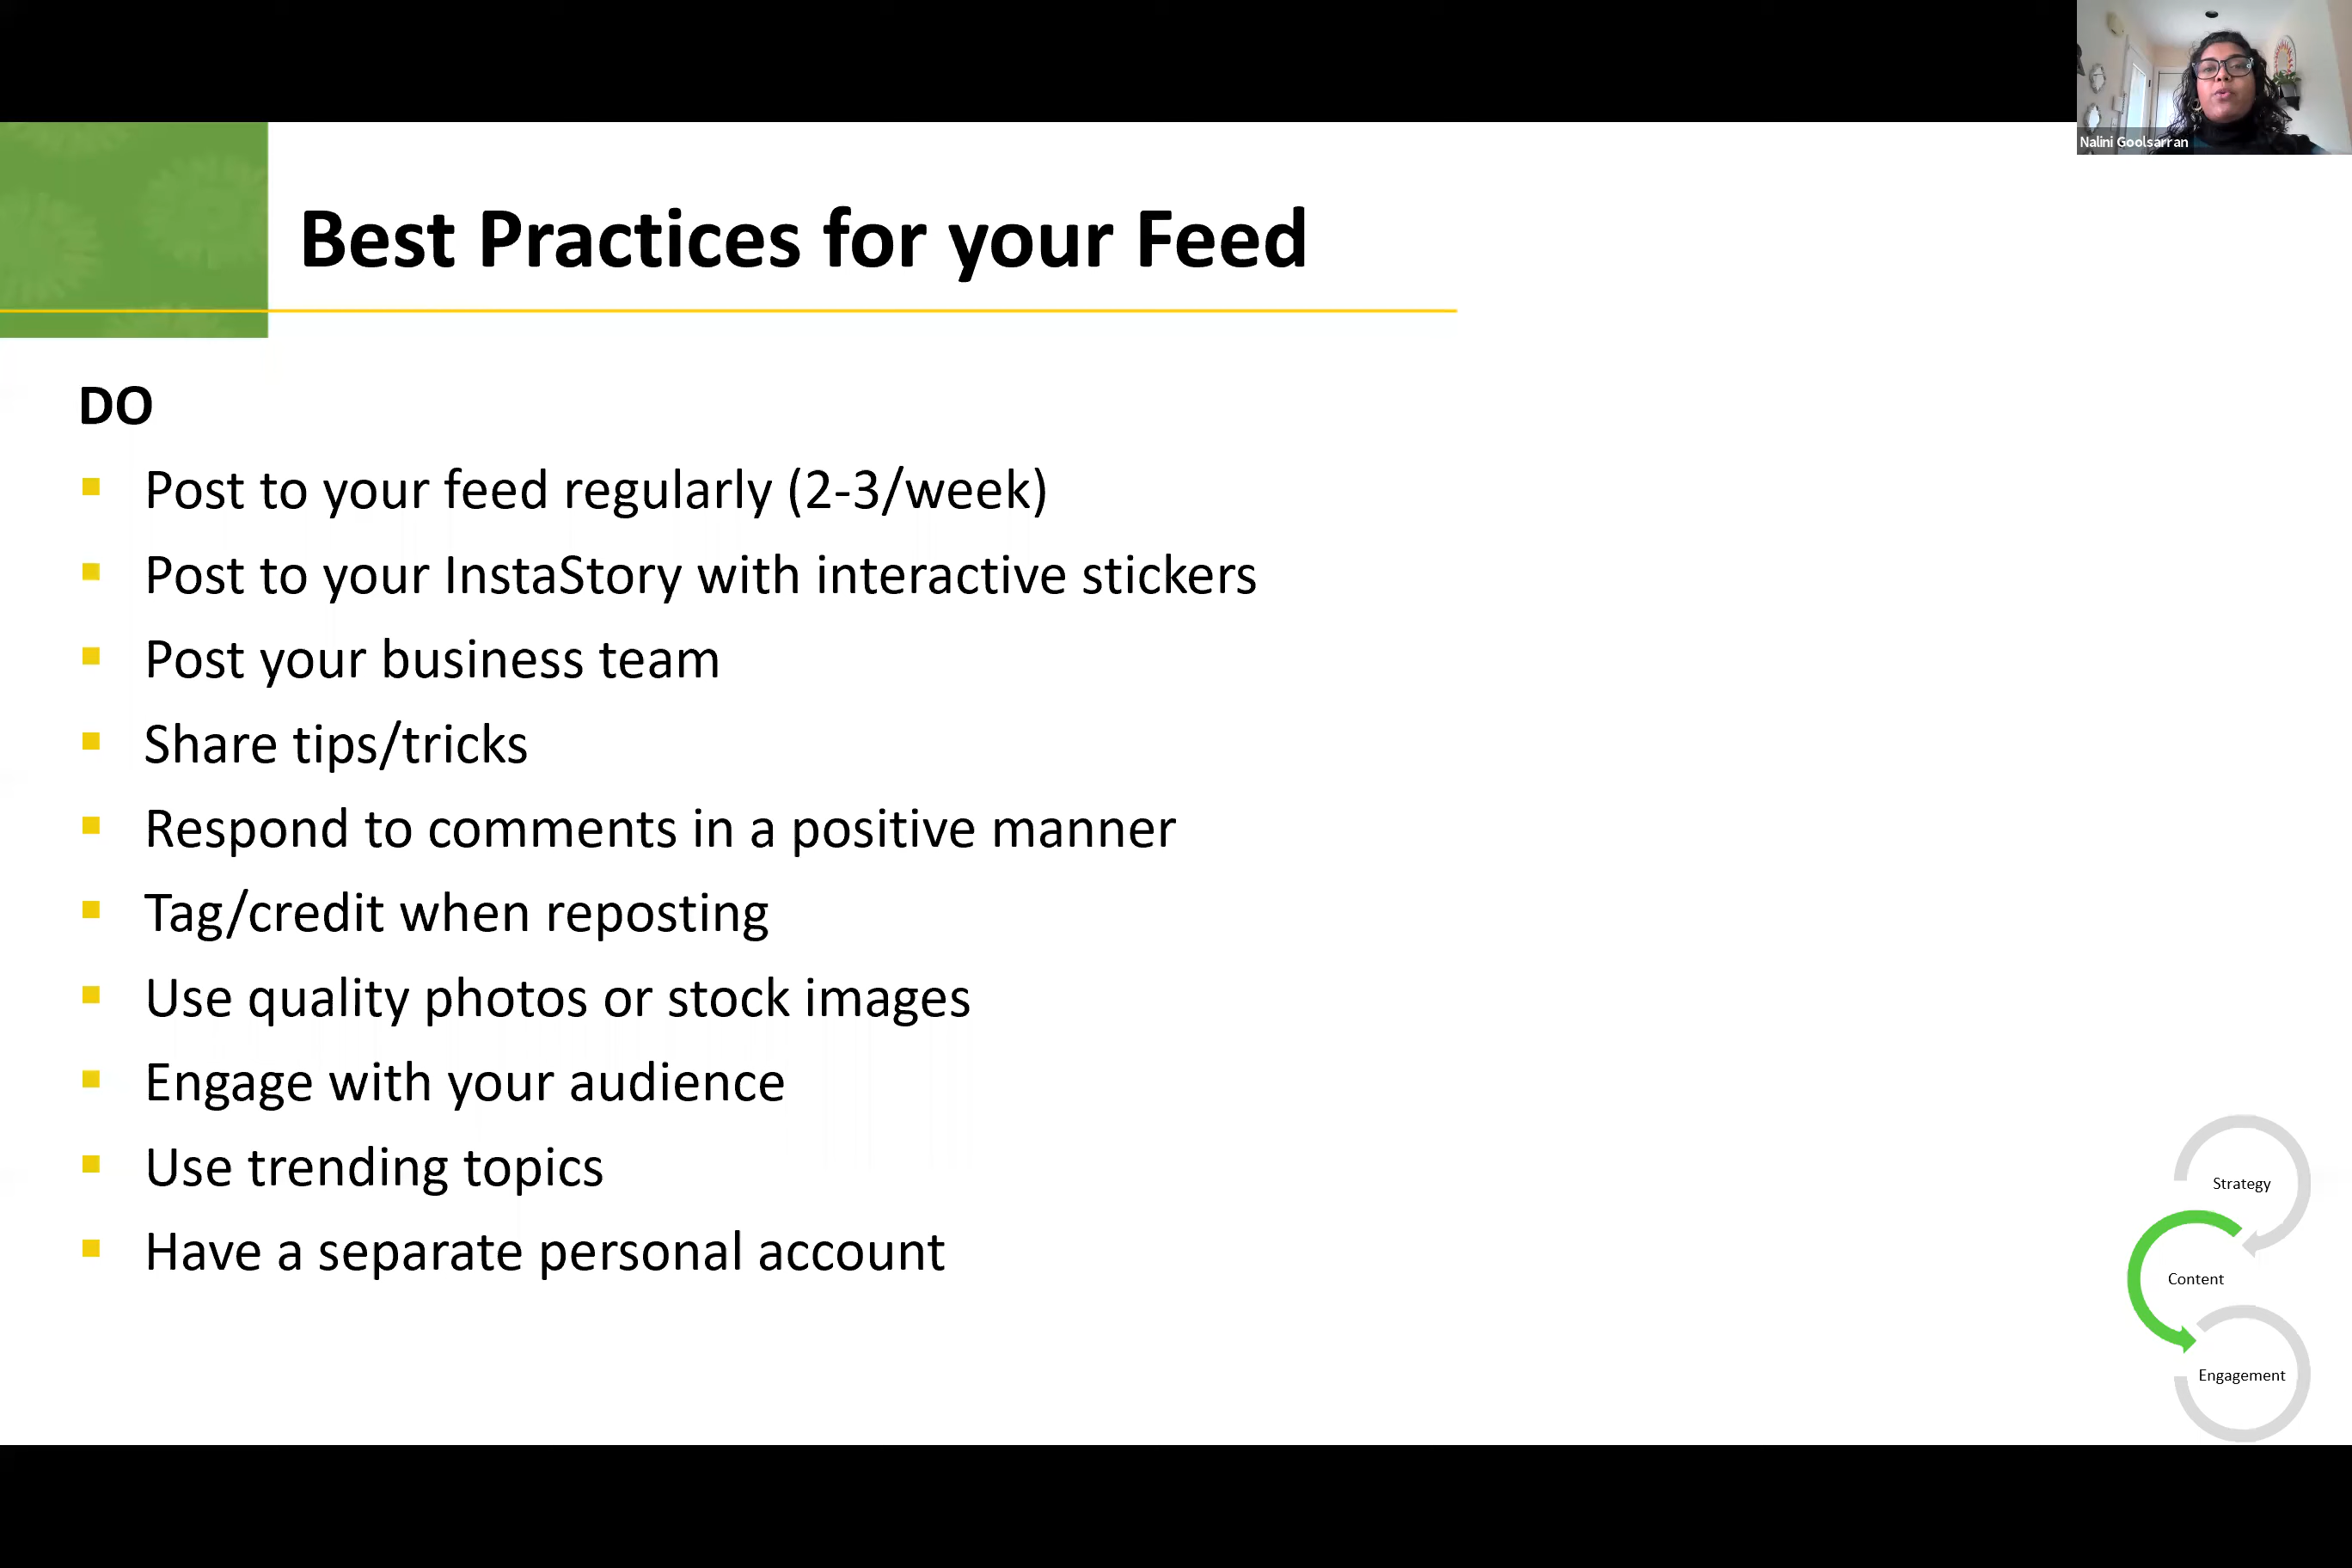 Nalini Goolsarran
Best Practices for your Feed
DO
Post to your feed regularly (2-3/week)
Post to your InstaStory with interactive stickers
Post your business team
Share tips/tricks
Respond to comments in a positive manner
Tag/credit when reposting
Use quality photos or stock images
Engage with your audience
Use trending topics
Have a separate personal account
Strategy
Content
Engagement